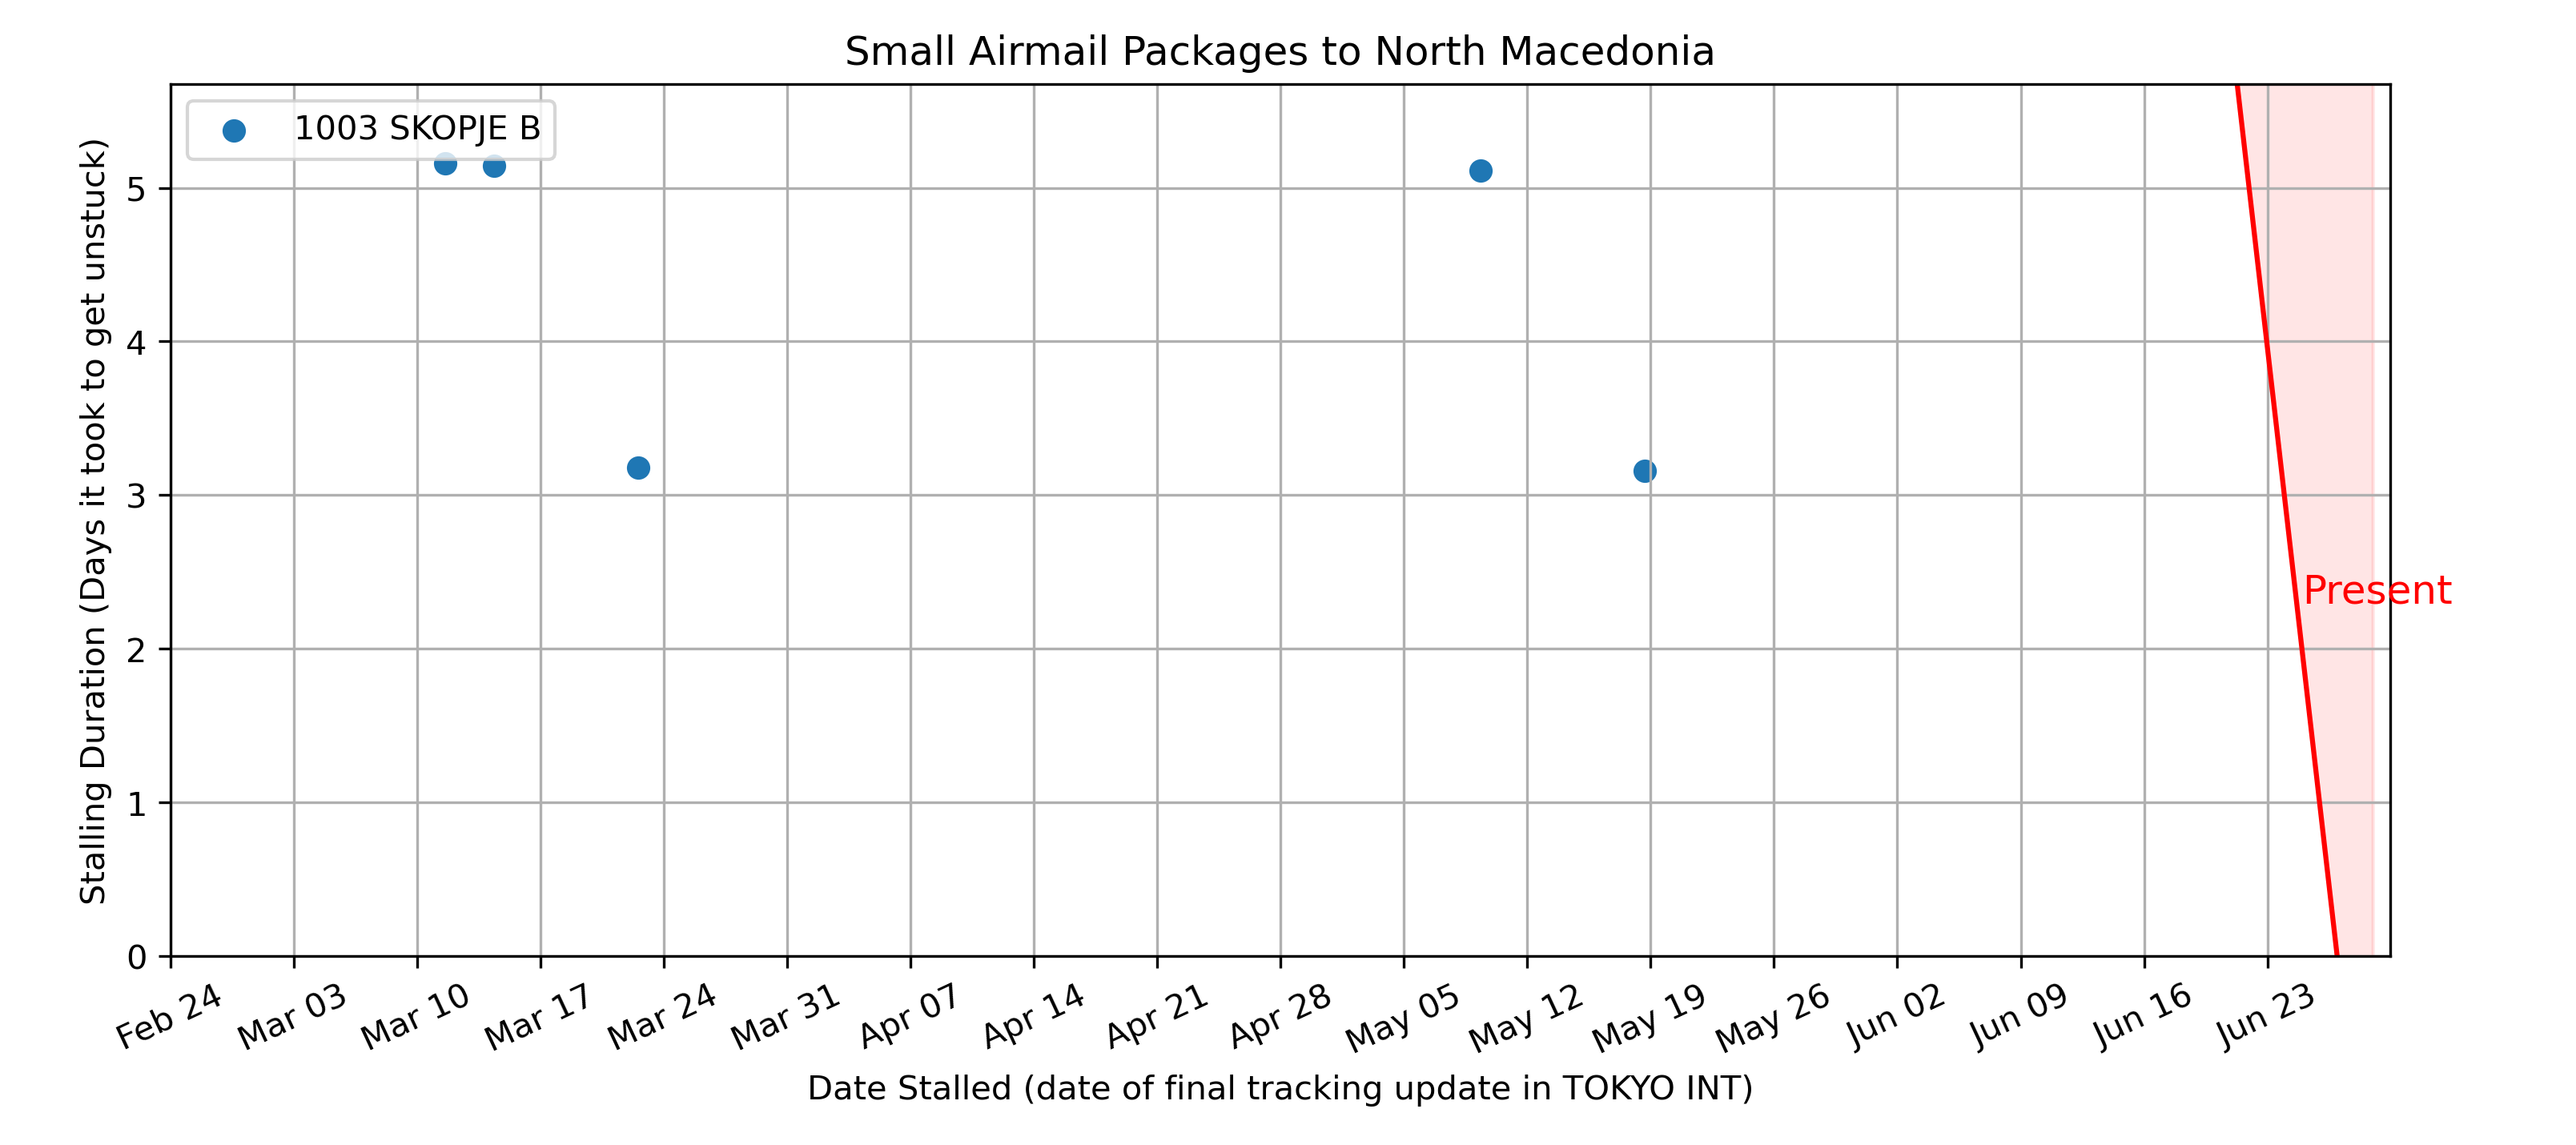 Small Airmail Packages to North Macedonia
1003 SKOPJE B
Stalling Duration (Days it took to get unstuck)
5
4
3
2
1
0
Present
Feb 24
Mar 03
Mar 10
Mar 17
Mar 24
Mar 31
Apr 07
Apr 14
Apr 21
Apr 28
May 05
May 12
May 19
May 26
Jun 02
Jun 09
Jun 16
Jun 23
Date Stalled (date of final tracking update in TOKYO INT)